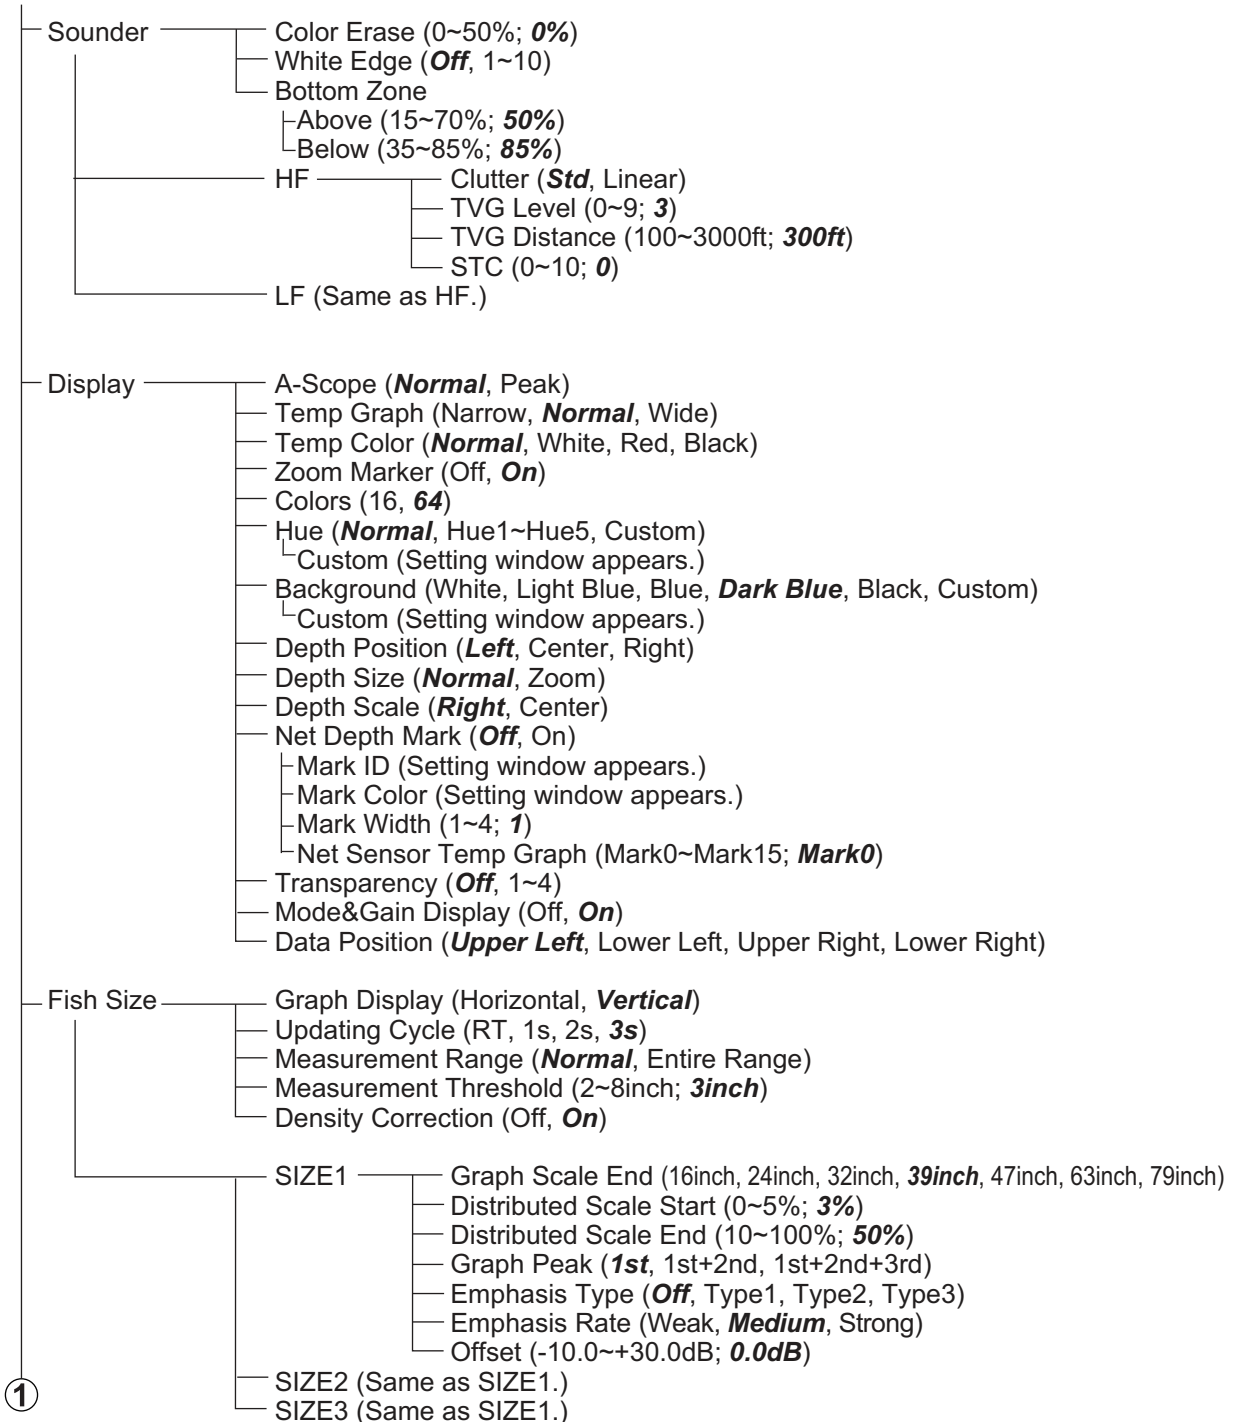 Sounder Color Erase (0~50%; 0%)
White Edge (Off, 1~10)
Bottom Zone
Above (15~70%; 50%)
Below (35~85%; 85%)
HF Clutter (Std, Linear)
TVG Level (0~9; 3)
TVG Distance (100~3000ft; 300ft)
STC (0~10; 0)
LF (Same as HF.)
Display A-Scope (Normal, Peak)
Temp Graph (Narrow, Normal, Wide)
Temp Color (Normal, White, Red, Black)
Zoom Marker (Off, On)
Colors (16, 64)
Hue (Normal, Hue1~Hue5, Custom)
Custom (Setting window appears.)
Background (White, Light Blue, Blue, Dark Blue, Black, Custom)
Custom (Setting window appears.)
Depth Position (Left, Center, Right)
Depth Size (Normal, Zoom)
Depth Scale (Right, Center)
Net Depth Mark (Off, On)
Mark ID (Setting window appears.)
Mark Color (Setting window appears.)
Mark Width (1~4; 1)
Net Sensor Temp Graph (Mark0~Mark15; Mark0)
Transparency (Off, 1~4)
Mode&Gain Display (Off, On)
Data Position (Upper Left, Lower Left, Upper Right, Lower Right)
Fish Size Graph Display (Horizontal, Vertical)
Updating Cycle (RT, 1s, 2s, 3s)
Measurement Range (Normal, Entire Range)
Measurement Threshold (2~8inch; 3inch)
Density Correction (Off, On)
SIZE1 Graph Scale End (16inch, 24inch, 32inch, 39inch, 47inch, 63inch, 79inch)
Distributed Scale Start (0~5%; 3%)
Distributed Scale End (10~100%; 50%)
Graph Peak (1st, 1st+2nd, 1st+2nd+3rd)
Emphasis Type (Off, Type1, Type2, Type3)
Emphasis Rate (Weak, Medium, Strong)
Offset (-10.0~+30.0dB; 0.0dB)
SIZE2 (Same as SIZE1.)
1
SIZE3 (Same as SIZE1.)